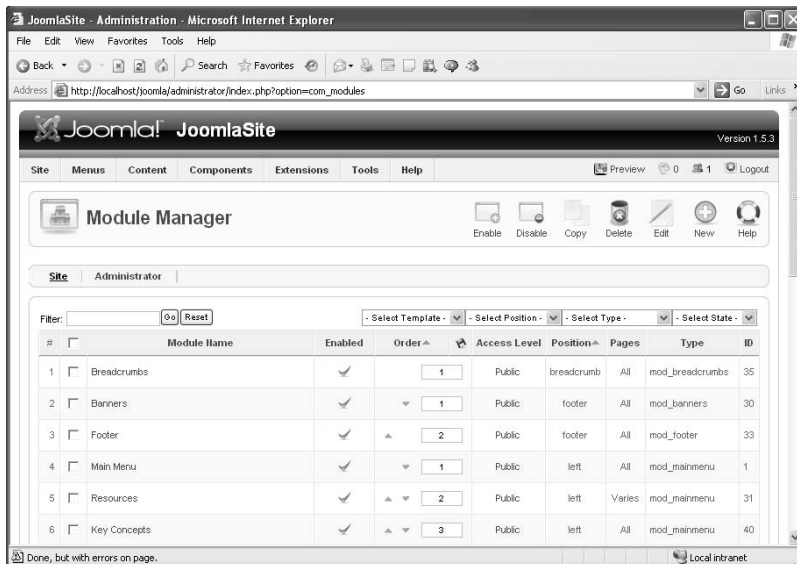 JoomlaSite - Administration - Microsoft Internet Explorer
File Edit View Favorites Tools Help
Back Search Favorites
Address http://localhost/joomla/administrator/index.php?option=com_modules Go Links
Joomla! JoomlaSite
Version 1.5.3
Site Menus Content Components Extensions Tools Help Preview 0 1 Logout
Module Manager
Enable Disable Copy Delete Edit New Help
Site Administrator
Filter: Go Reset - Select Template - - Select Position - - Select Type - - Select State -
# Module Name Enabled Order Access Level Position Pages Type ID
1 Breadcrumbs 1 Public breadcrumb All mod_breadcrumbs 35
2 Banners 1 Public footer All mod_banners 30
3 Footer 2 Public footer All mod_footer 33
4 Main Menu 1 Public left All mod_mainmenu 1
5 Resources 2 Public left Varies mod_mainmenu 31
6 Key Concepts 3 Public left All mod_mainmenu 40
Done, but with errors on page. Local intranet